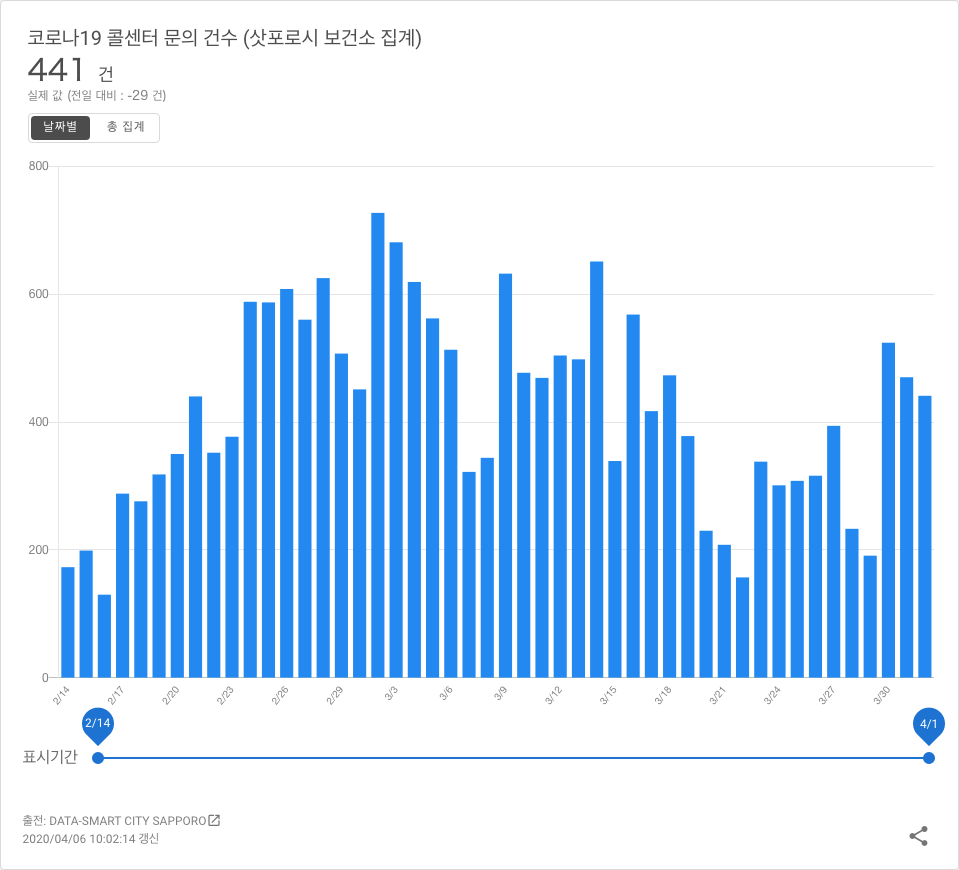 코로나19 콜센터 문의 건수 (삿포로시 보건소 집계)
441 건
실제 값 (전일 대비 : -29 건)
날짜별 총 집계
800
600
400
200
0
2/14 2/17 2/20 2/23 2/26 2/29 3/3 3/6 3/9 3/12 3/15 3/18 3/21 3/24 3/27 3/30
2/14 4/1
표시기간
출전: DATA-SMART CITY SAPPORO
2020/04/06 10:02:14 갱신